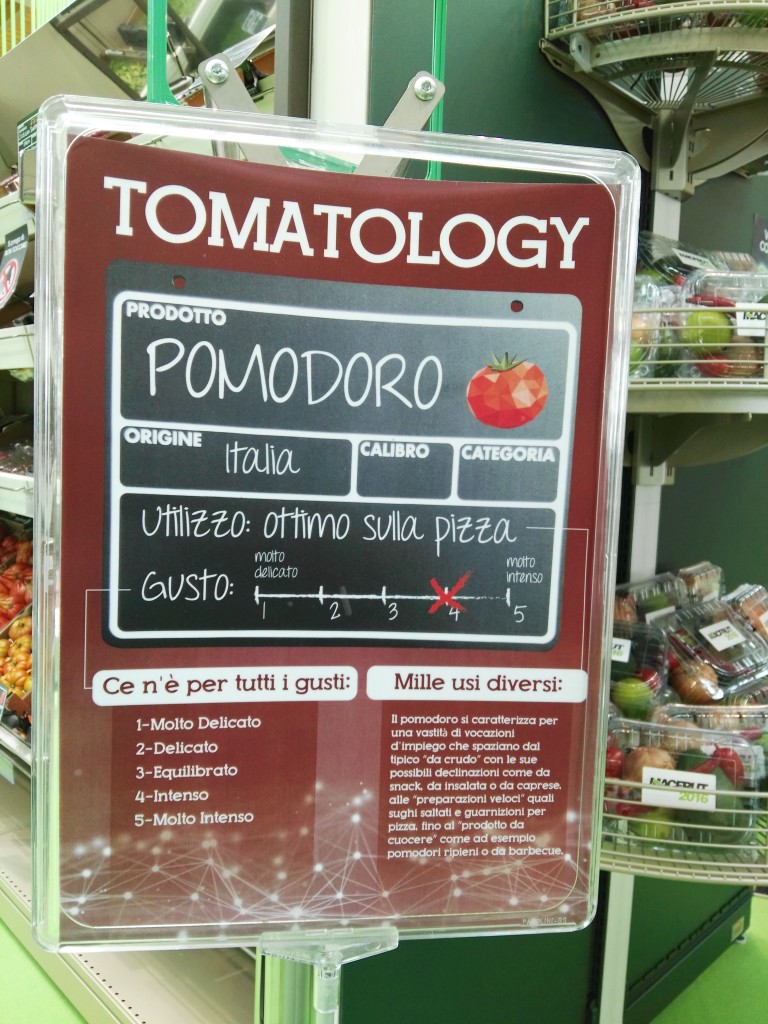 TOMATOLOGY
PRODOTTO
POMODORO
ORIGINE
Italia
CALIBRO
CATEGORIA
Utilizzo: ottimo sulla pizza
Gusto:
molto
delicato
molto
intenso
1 2 3 4 5
Ce n'è per tutti i gusti:
1-Molto Delicato
2-Delicato
3-Equilibrato
4-Intenso
5-Molto Intenso
Mille usi diversi:
Il pomodoro si caratterizza per
una vastità di vocazioni
d'impiego che spaziano dal
tipico "da crudo" con le sue
possibili declinazioni come da
snack, da insalata o da caprese,
alle "preparazioni veloci" quali
sughi saltati e guarnizioni per
pizza, fino al "prodotto da
cuocere" come ad esempio
pomodori ripieni o da barbecue.
MACFRUT
2016